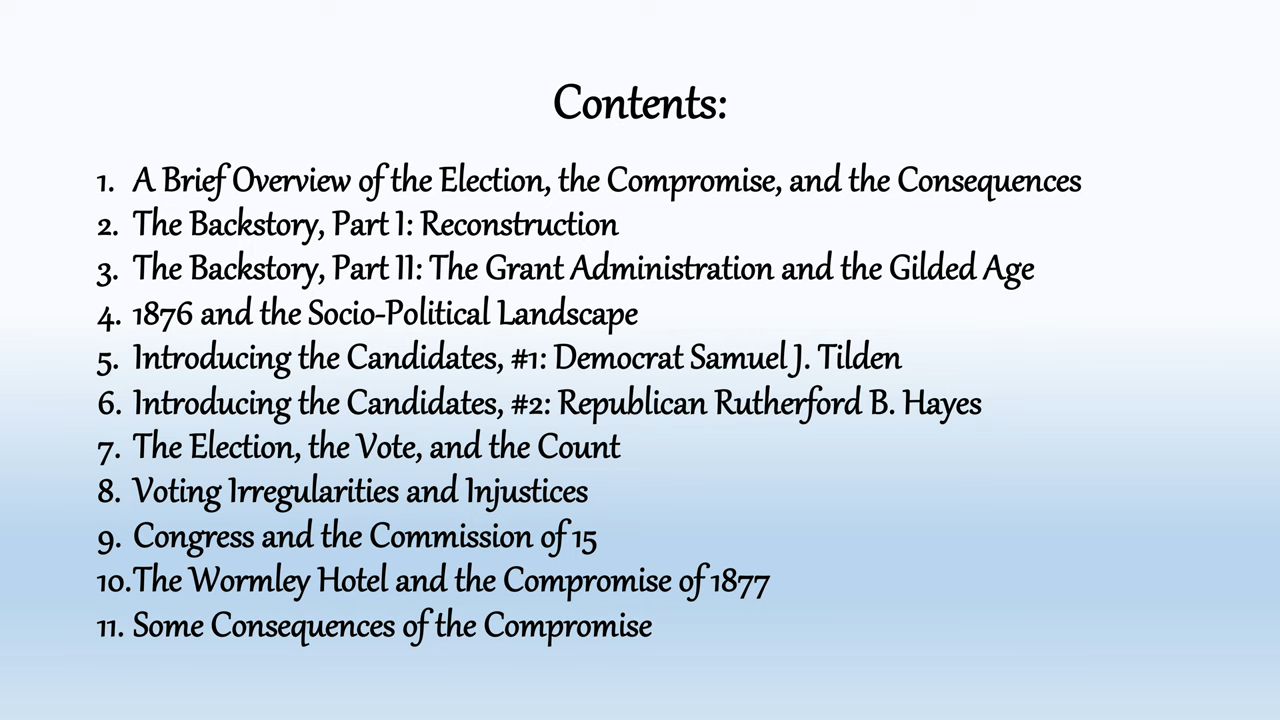 Contents:
1. A Brief Overview of the Election, the Compromise, and the Consequences
2. The Backstory, Part I: Reconstruction
3. The Backstory, Part II: The Grant Administration and the Gilded Age
4. 1876 and the Socio-Political Landscape
5. Introducing the Candidates, #1: Democrat Samuel J. Tilden
6. Introducing the Candidates, #2: Republican Rutherford B. Hayes
7. The Election, the Vote, and the Count
8. Voting Irregularities and Injustices
9. Congress and the Commission of 15
10.The Wormley Hotel and the Compromise of 1877
11. Some Consequences of the Compromise